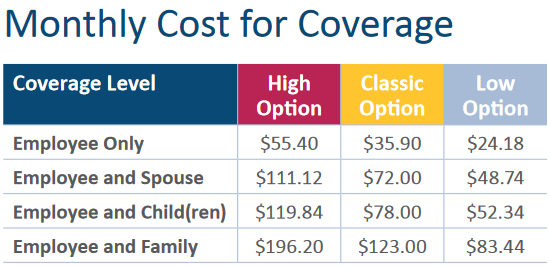 Monthly Cost for Coverage
Coverage Level High Option Classic Option Low Option
Employee Only $55.40 $35.90 $24.18
Employee and Spouse $111.12 $72.00 $48.74
Employee and Child(ren) $119.84 $78.00 $52.34
Employee and Family $196.20 $123.00 $83.44